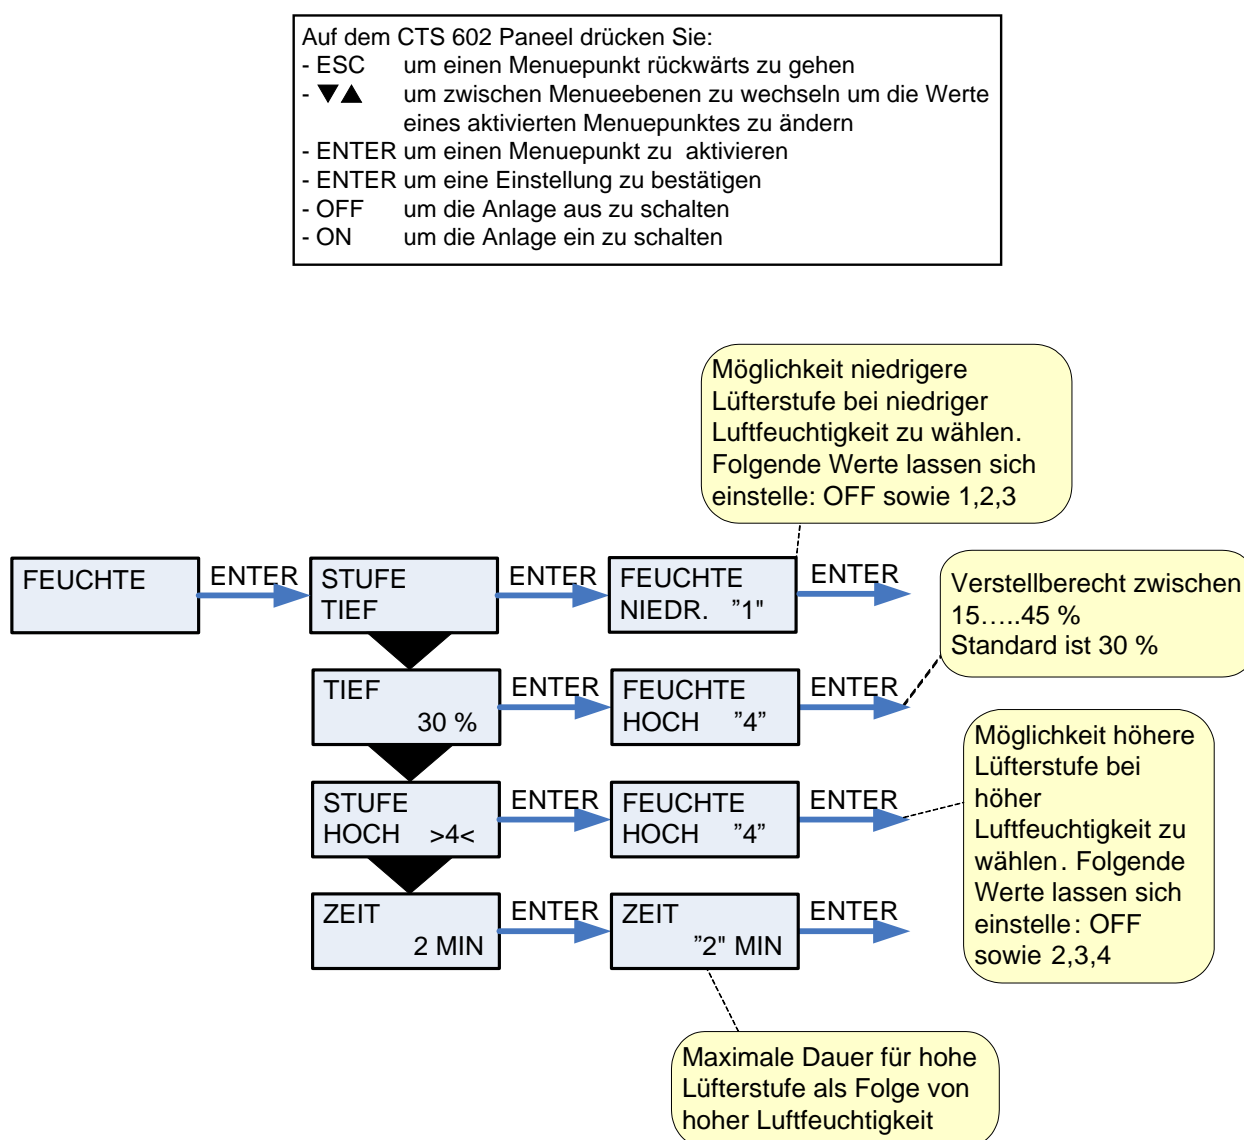 Auf dem CTS 602 Paneel drücken Sie:
- ESC um einen Menuepunkt rückwärts zu gehen
- ▼▲ um zwischen Menueebenen zu wechseln um die Werte
eines aktivierten Menuepunktes zu ändern
- ENTER um einen Menuepunkt zu aktivieren
- ENTER um eine Einstellung zu bestätigen
- OFF um die Anlage aus zu schalten
- ON um die Anlage ein zu schalten
Möglichkeit niedrigere
Lüfterstufe bei niedriger
Luftfeuchtigkeit zu wählen.
Folgende Werte lassen sich
einstelle: OFF sowie 1,2,3
FEUCHTE
ENTER
STUFE
TIEF
ENTER
FEUCHTE
NIEDR. ”1"
ENTER
Verstellberecht zwischen
15…..45 %
Standard ist 30 %
TIEF
30 %
ENTER
FEUCHTE
HOCH ”4”
ENTER
Möglichkeit höhere
Lüfterstufe bei
höher
Luftfeuchtigkeit zu
wählen. Folgende
Werte lassen sich
einstelle: OFF
sowie 2,3,4
STUFE
HOCH >4<
ENTER
FEUCHTE
HOCH ”4”
ENTER
ZEIT
2 MIN
ENTER
ZEIT
”2" MIN
ENTER
Maximale Dauer für hohe
Lüfterstufe als Folge von
hoher Luftfeuchtigkeit